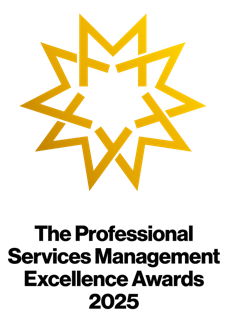 The Professional
Services Management
Excellence Awards
2025